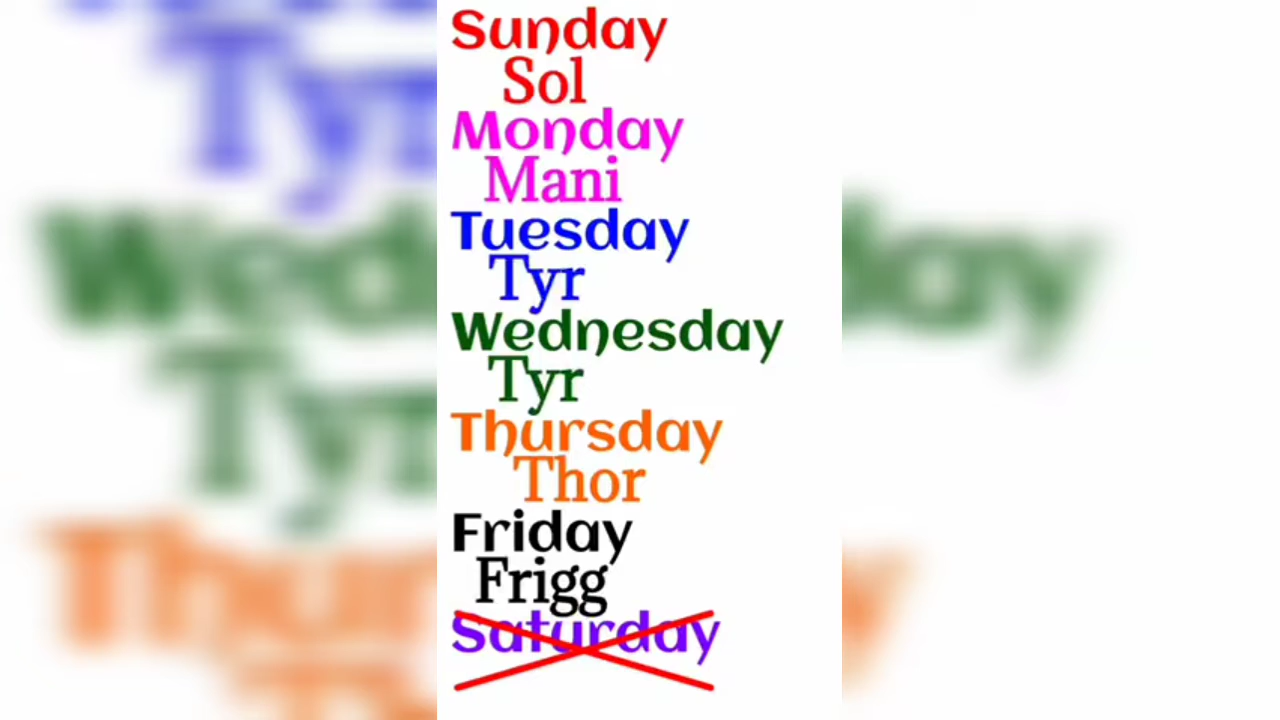 Sunday
Sol
Monday
Mani
Tuesday
Tyr
Wednesday
Tyr
Thursday
Thor
Friday
Frigg
Saturday